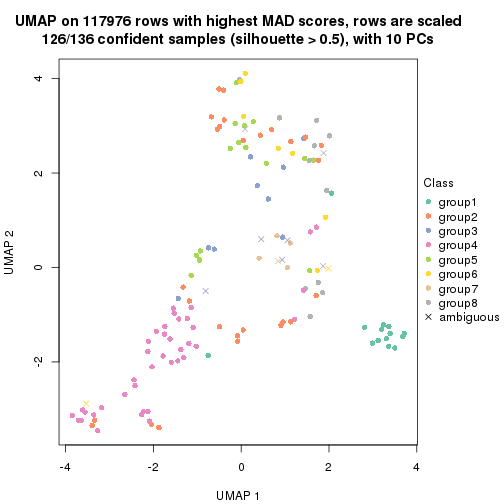 UMAP on 117976 rows with highest MAD scores, rows are scaled
126/136 confident samples (silhouette > 0.5), with 10 PCs
4
2
0
-2
UMAP 2
-4
-2
0
2
4
UMAP 1
Class
group1
group2
group3
group4
group5
group6
group7
group8
ambiguous